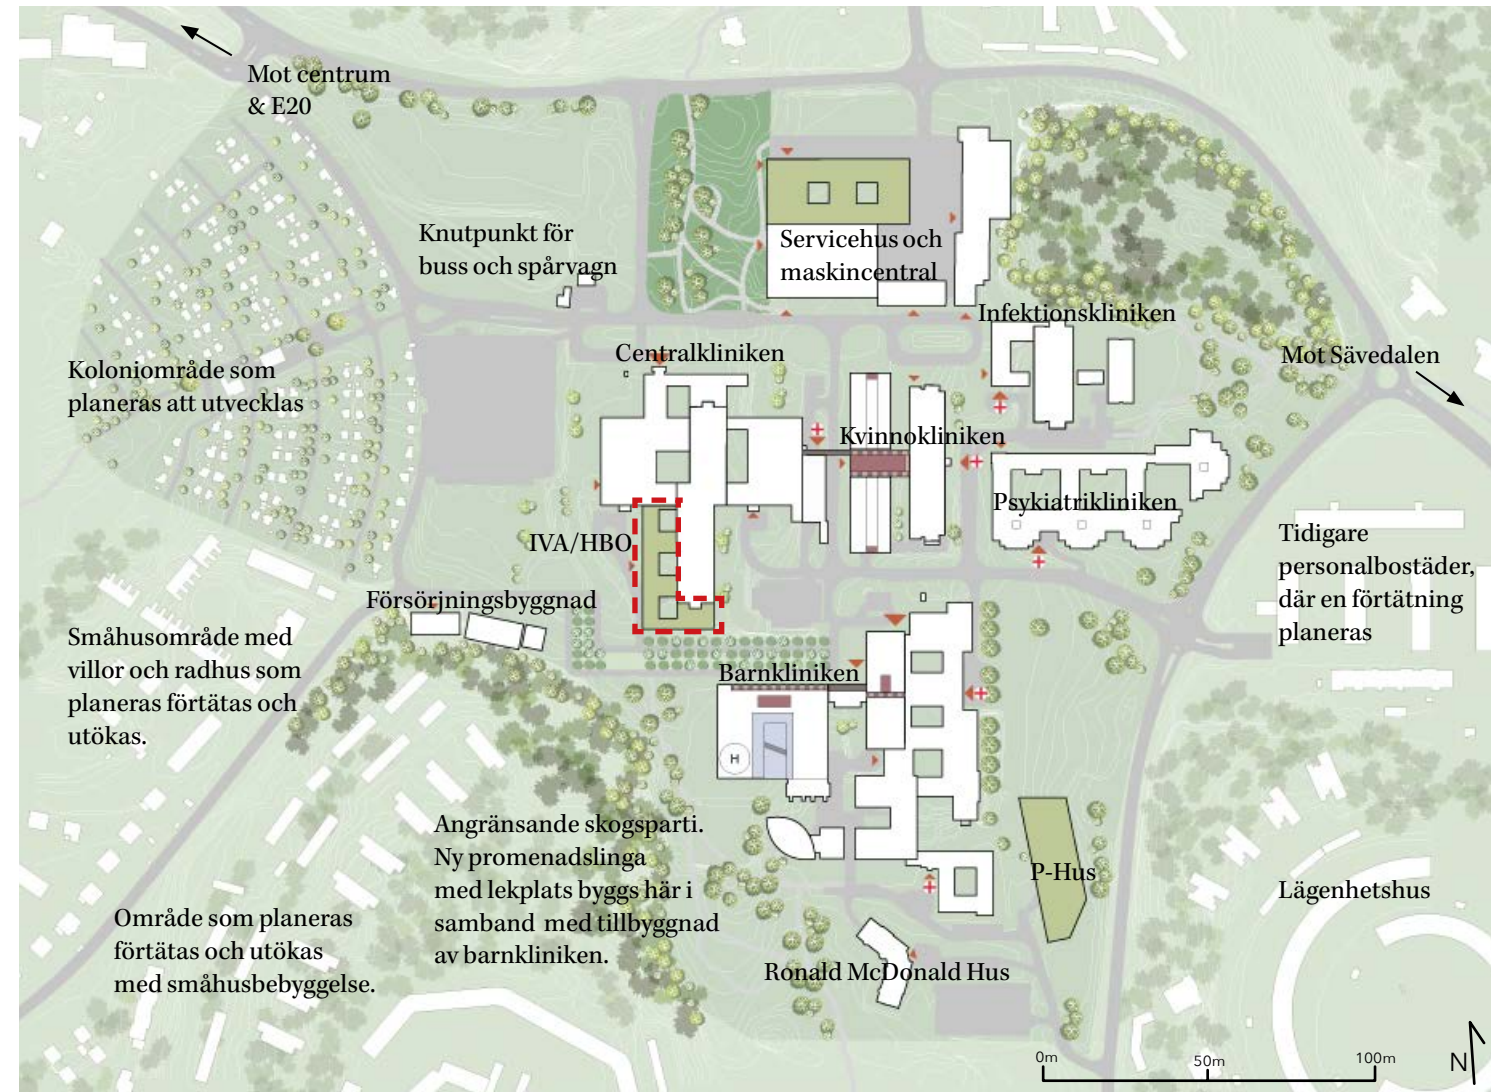 Mot centrum
& E20
Knutpunkt för
buss och spårvagn
Servicehus och
maskincentral
Infektionskliniken
Mot Sävedalen
Centralkliniken
Koloniområde som
planeras att utvecklas
Kvinnokliniken
Psykiatrikliniken
IVA/HBO
Tidigare
personalbostäder,
där en förtätning
planeras
Försörjningsbyggnad
Småhusområde med
villor och radhus som
planeras förtätas och
utökas.
Barnkliniken
H
Angränsande skogsparti.
Ny promenadslinga
med lekplats byggs här i
samband med tillbyggnad
av barnkliniken.
P-Hus
Lägenhetshus
Område som planeras
förtätas och utökas
med småhusbebyggelse.
Ronald McDonald Hus
0m
50m
100m
N